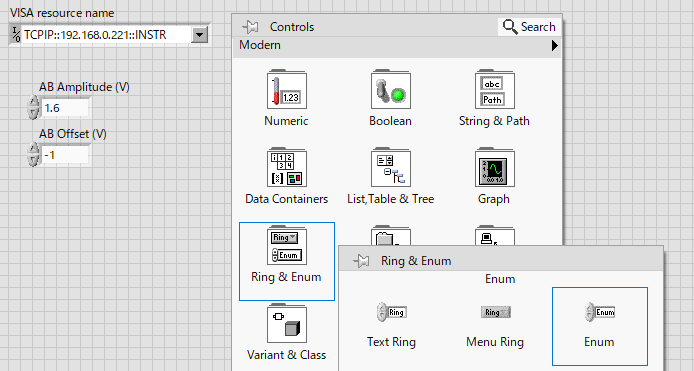 VISA resource name
I/O TCPIP::192.168.0.221::INSTR
AB Amplitude (V)
1.6
AB Offset (V)
-1
Controls
Search
Modern
1.23
abc
Path
Numeric
Boolean
String & Path
Data Containers
List,Table & Tree
Graph
Ring
Enum
Ring & Enum
Variant & Class
Ring & Enum
Enum
Ring
Ring
Enum
Text Ring
Menu Ring
Enum